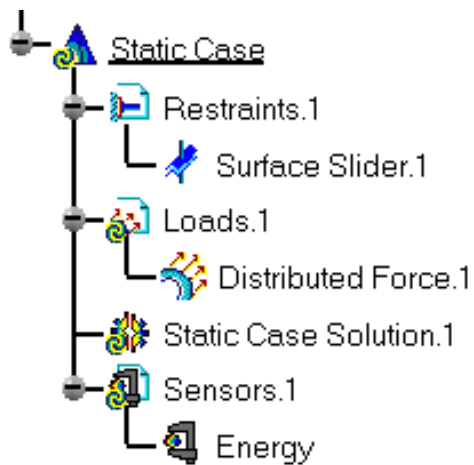 Static Case
Restraints.1
Surface Slider.1
Loads.1
Distributed Force.1
Static Case Solution.1
Sensors.1
Energy